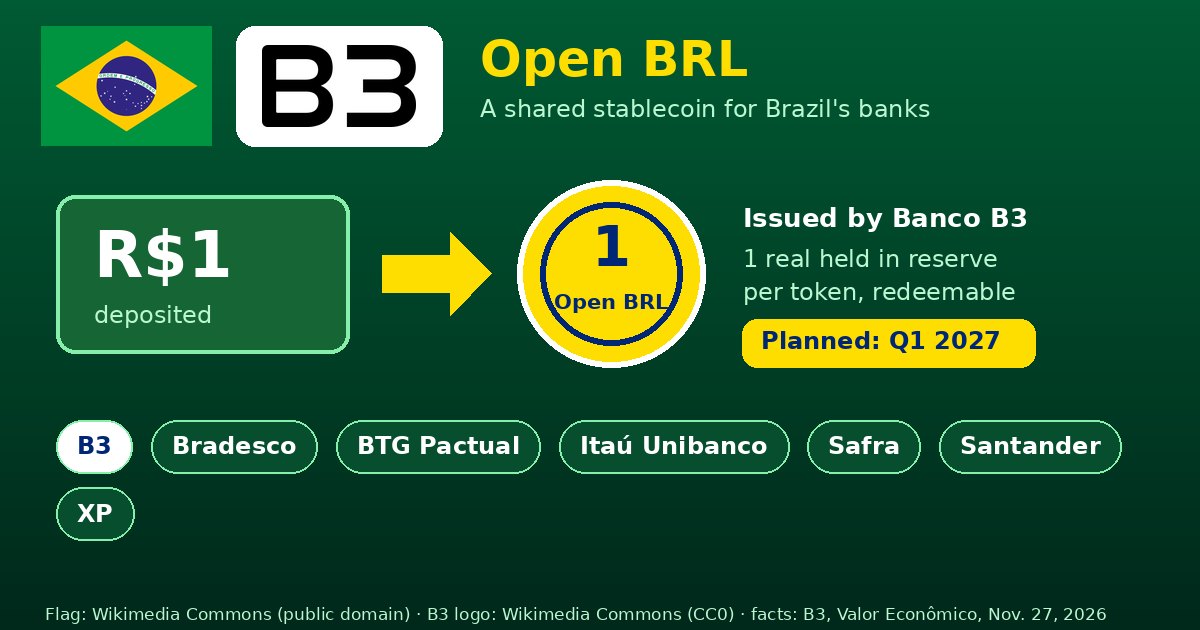 B3
Open BRL
A shared stablecoin for Brazil's banks
R$1
deposited
1
Open BRL
Issued by Banco B3
1 real held in reserve
per token, redeemable
Planned: Q1 2027
B3 Bradesco BTG Pactual Itaú Unibanco Safra Santander
XP
Flag: Wikimedia Commons (public domain) · B3 logo: Wikimedia Commons (CC0) · facts: B3, Valor Econômico, Nov. 27, 2026